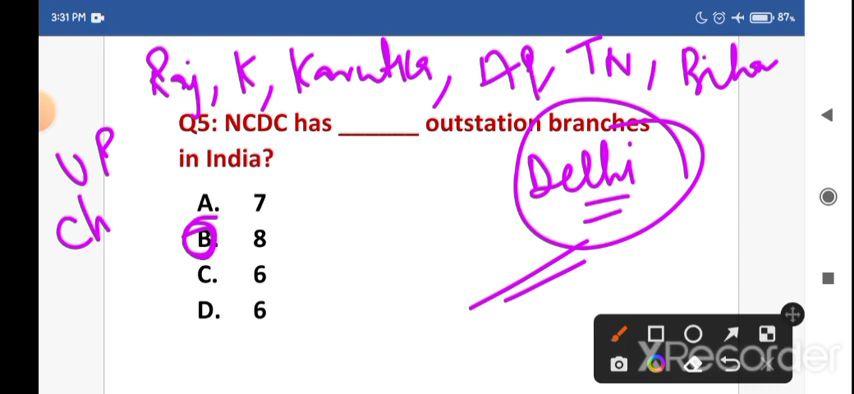 3:31 PM 87%
Raj, K, Karntka, AP, TN, Bihar
Q5: NCDC has _______ outstation branches
in India?
Delhi
UP
Ch
A. 7
B. 8
C. 6
D. 6
XRecorder